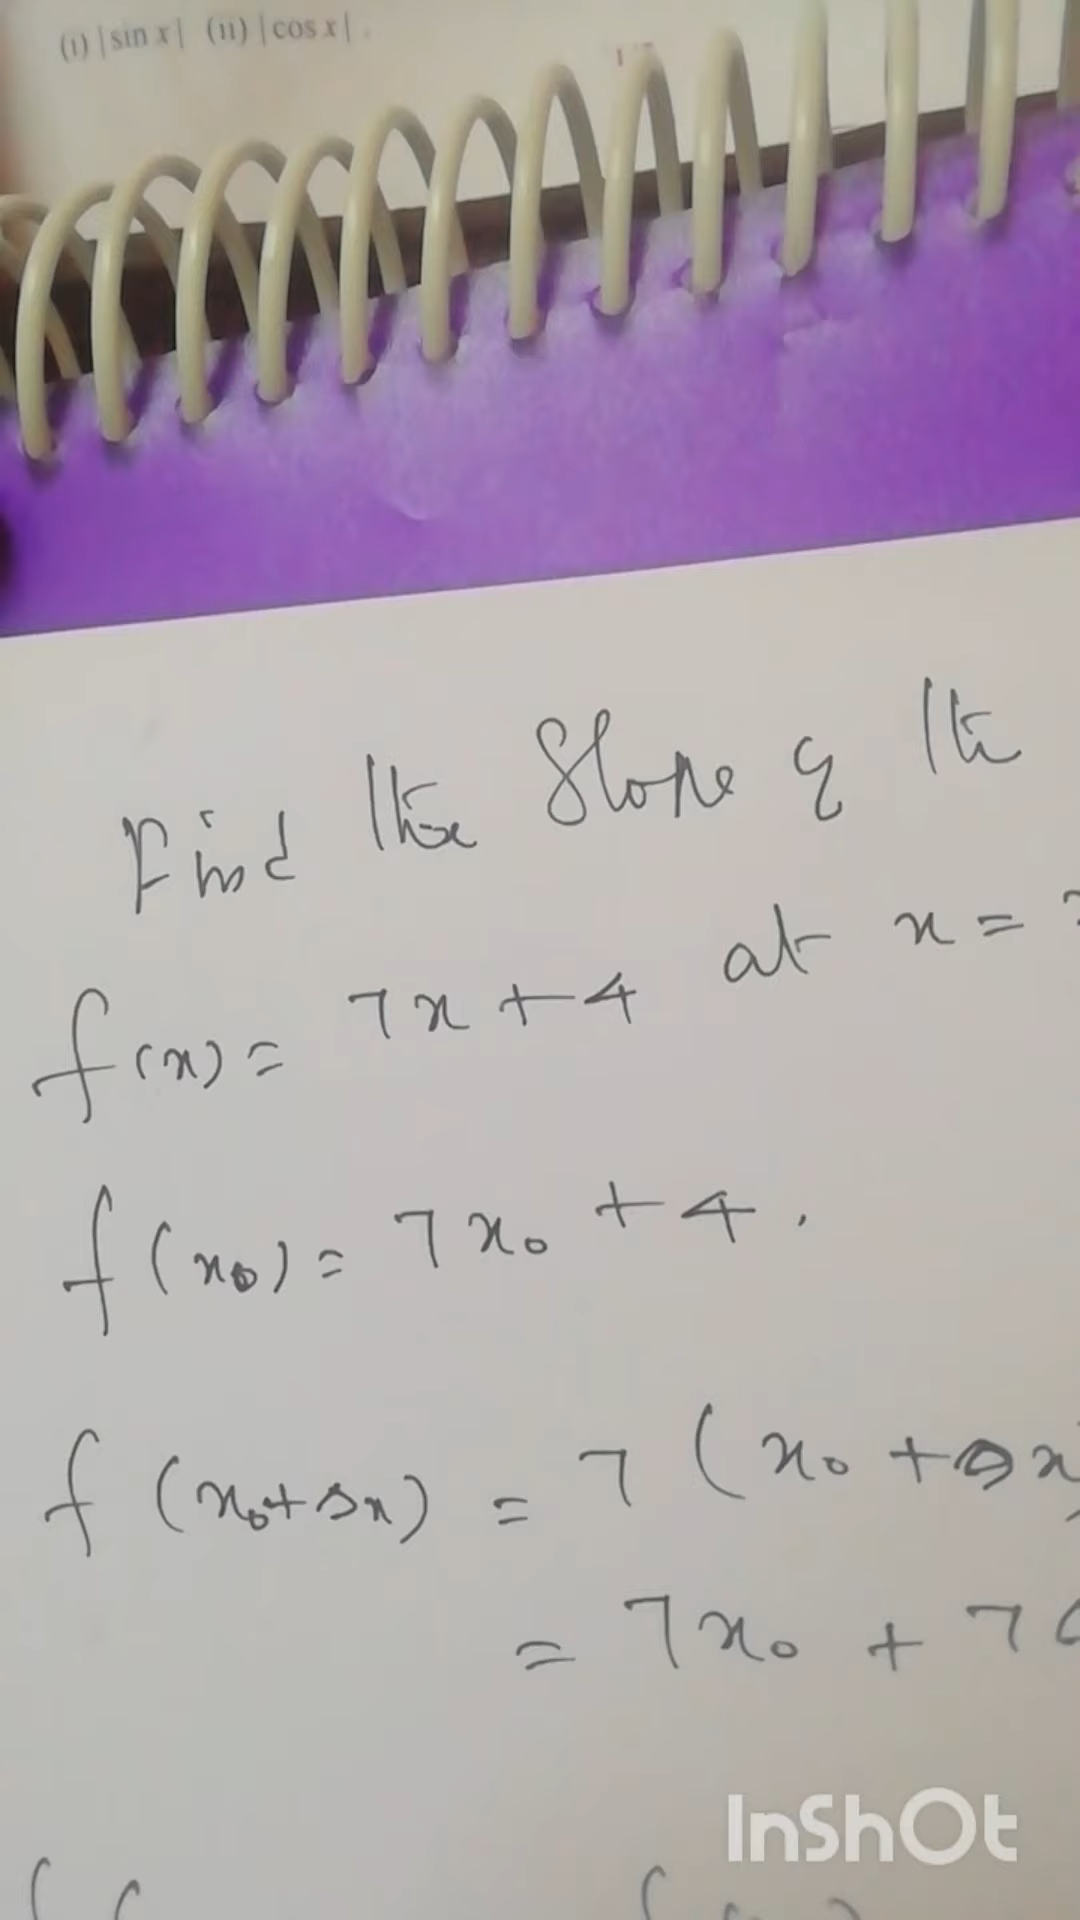 (i) |sin x| (ii) |cos x|.
Find the Slope of the
f(x) = 7x + 4 at x =
f(x₀) = 7x₀ + 4.
f(x₀+Δx) = 7(x₀ + Δx)
= 7x₀ + 7
InShOt